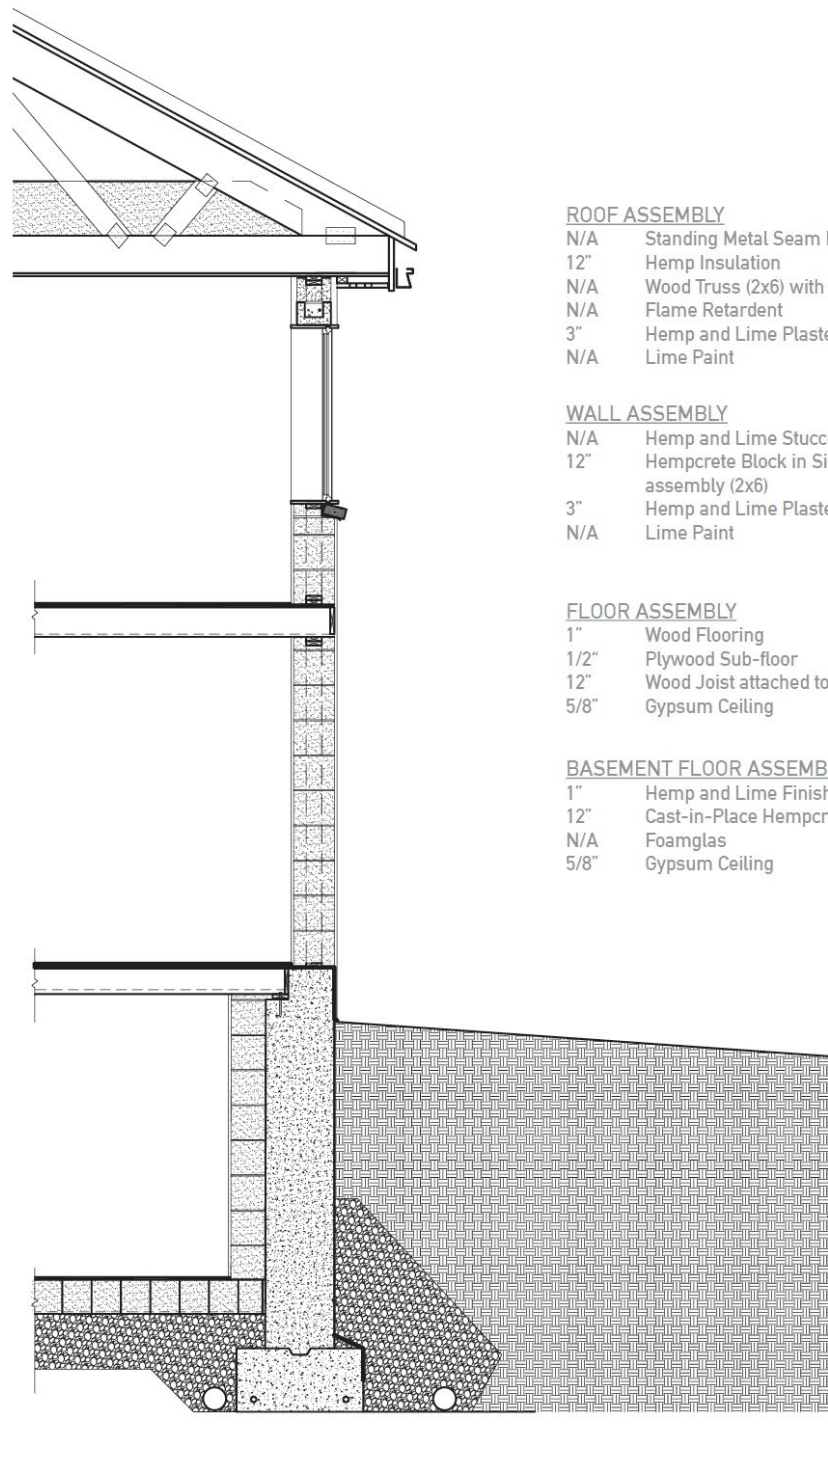 ROOF ASSEMBLY
N/A Standing Metal Seam
12" Hemp Insulation
N/A Wood Truss (2x6) with
N/A Flame Retardent
3" Hemp and Lime Plaste
N/A Lime Paint
WALL ASSEMBLY
N/A Hemp and Lime Stucc
12" Hempcrete Block in Si
assembly (2x6)
3" Hemp and Lime Plaste
N/A Lime Paint
FLOOR ASSEMBLY
1" Wood Flooring
1/2" Plywood Sub-floor
12" Wood Joist attached to
5/8" Gypsum Ceiling
BASEMENT FLOOR ASSEMB
1" Hemp and Lime Finish
12" Cast-in-Place Hempcr
N/A Foamglas
5/8" Gypsum Ceiling